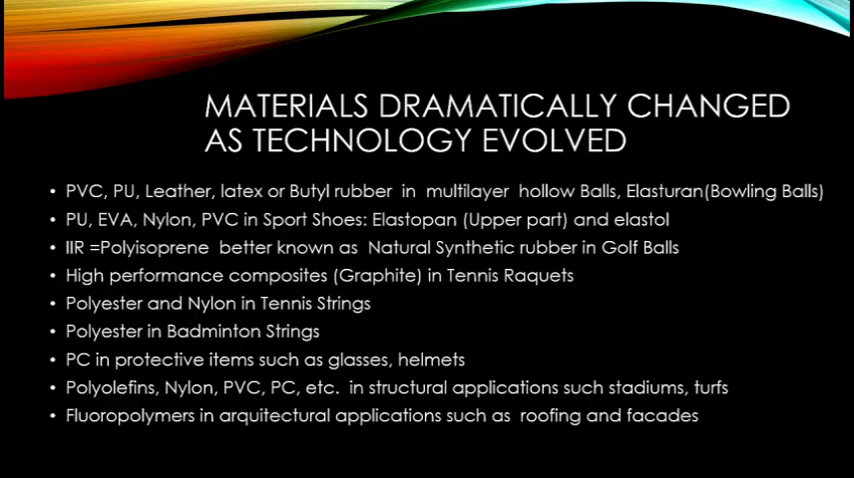 MATERIALS DRAMATICALLY CHANGED
AS TECHNOLOGY EVOLVED
• PVC, PU, Leather, latex or Butyl rubber in multilayer hollow Balls, Elasturan(Bowling Balls)
• PU, EVA, Nylon, PVC in Sport Shoes: Elastopan (Upper part) and elastol
• IIR =Polyisoprene better known as Natural Synthetic rubber in Golf Balls
• High performance composites (Graphite) in Tennis Raquets
• Polyester and Nylon in Tennis Strings
• Polyester in Badminton Strings
• PC in protective items such as glasses, helmets
• Polyolefins, Nylon, PVC, PC, etc. in structural applications such stadiums, turfs
• Fluoropolymers in arquitectural applications such as roofing and facades